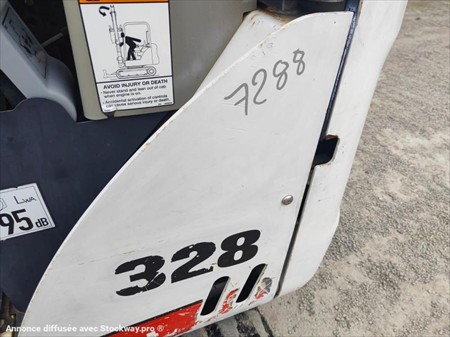 AVOID INJURY OR DEATH
• Never stand and lean out of cab
when engine is on.
• Accidental activation of controls
can cause serious injury or death.
7288
LWA
95 dB
328
Annonce diffusée avec Stockway.pro ®